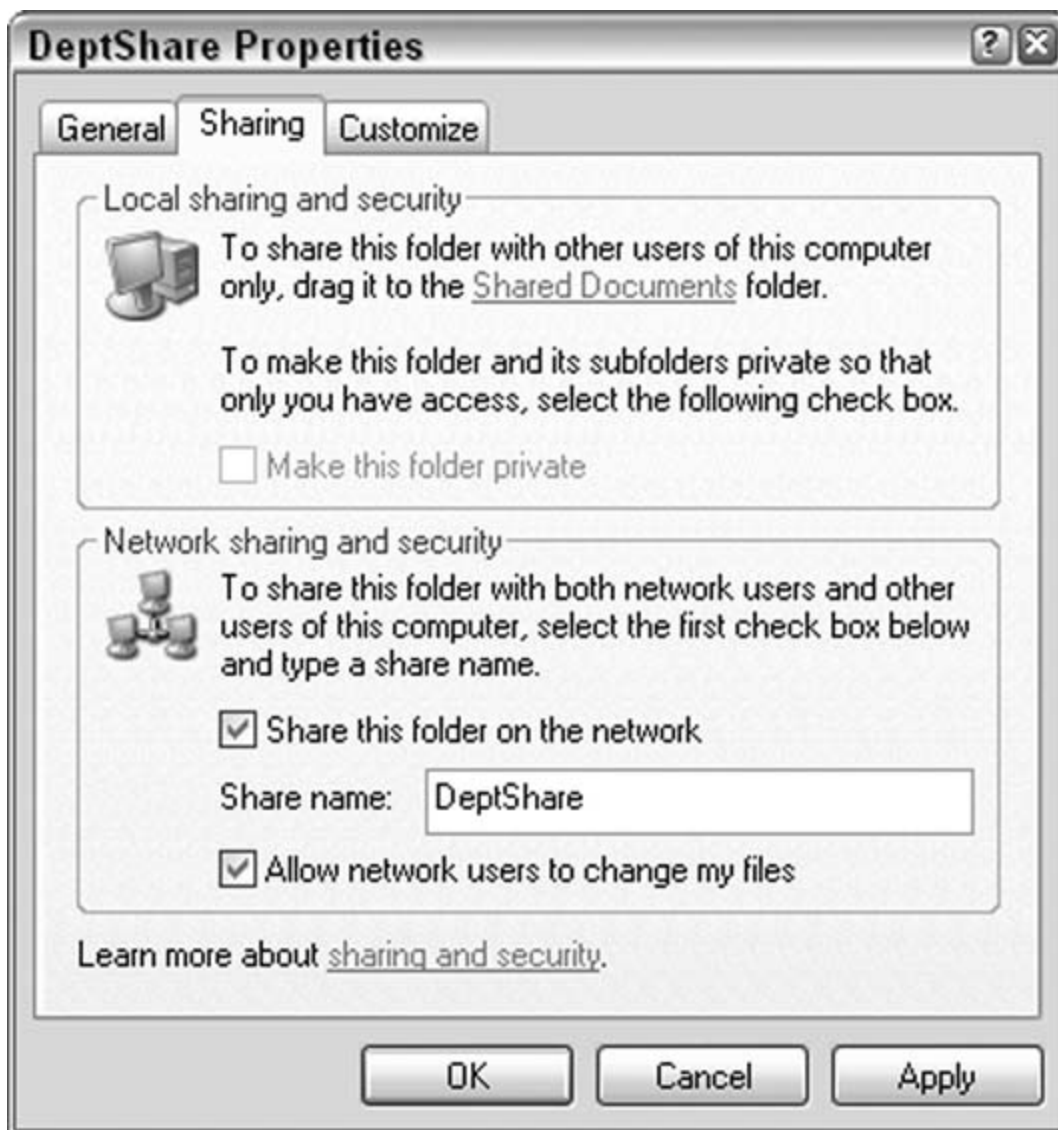 DeptShare Properties
General Sharing Customize
Local sharing and security
To share this folder with other users of this computer
only, drag it to the Shared Documents folder.
To make this folder and its subfolders private so that
only you have access, select the following check box.
Make this folder private
Network sharing and security
To share this folder with both network users and other
users of this computer, select the first check box below
and type a share name.
Share this folder on the network
Share name: DeptShare
Allow network users to change my files
Learn more about sharing and security.
OK Cancel Apply